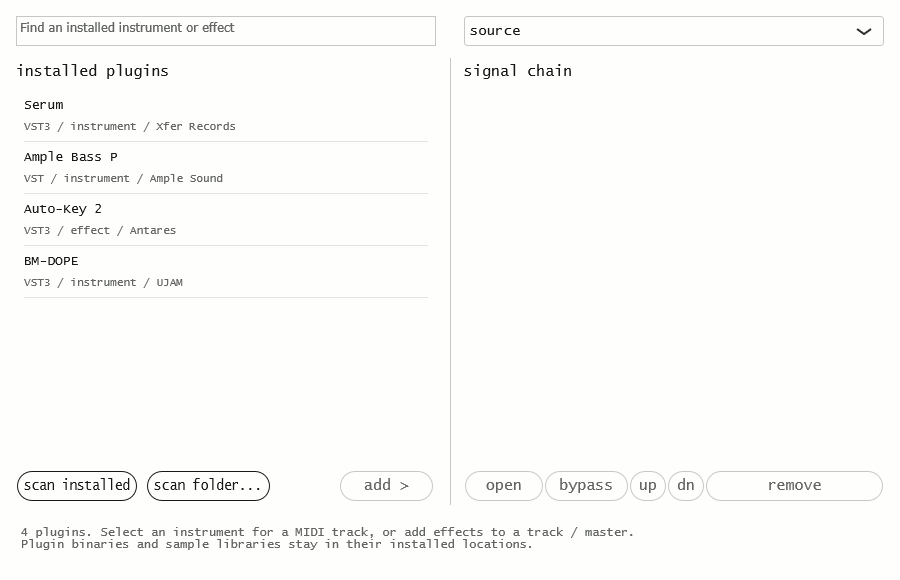 Find an installed instrument or effect
source
installed plugins
signal chain
Serum
VST3 / instrument / Xfer Records
Ample Bass P
VST / instrument / Ample Sound
Auto-Key 2
VST3 / effect / Antares
BM-DOPE
VST3 / instrument / UJAM
scan installed
scan folder...
add >
open
bypass
up
dn
remove
4 plugins. Select an instrument for a MIDI track, or add effects to a track / master.
Plugin binaries and sample libraries stay in their installed locations.